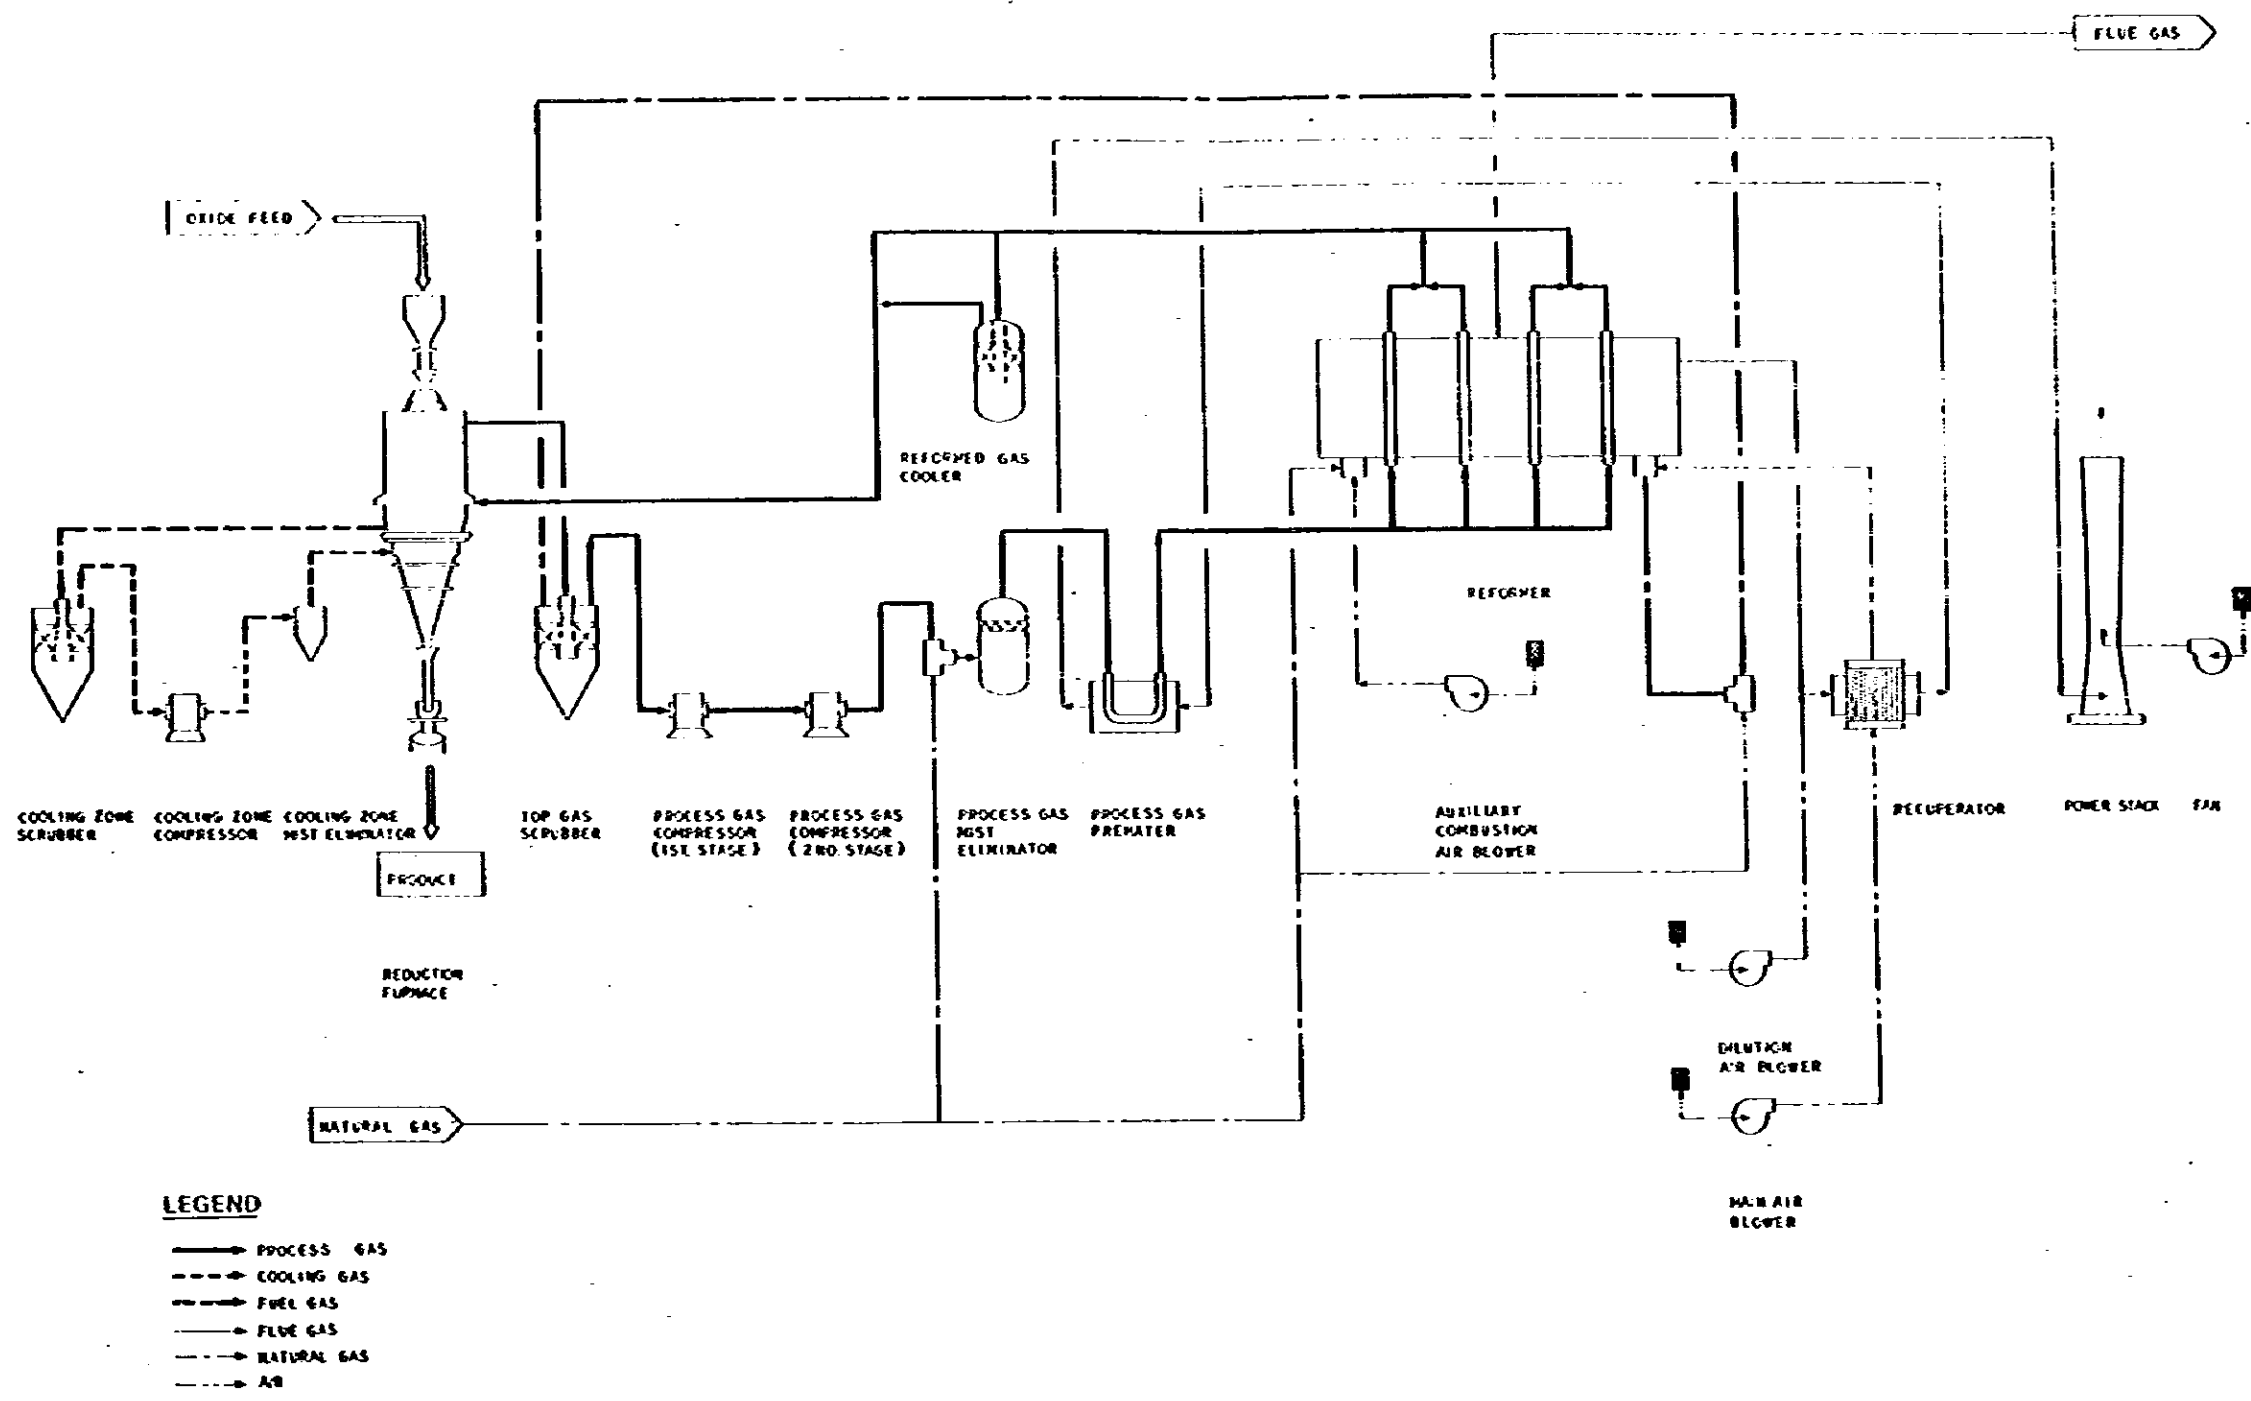 FLUE GAS
OXIDE FEED
REFORMED GAS
COOLER
REFORMER
COOLING ZONE
SCRUBBER
COOLING ZONE
COMPRESSOR
COOLING ZONE
MIST ELIMINATOR
TOP GAS
SCRUBBER
PROCESS GAS
COMPRESSOR
(1ST. STAGE)
PROCESS GAS
COMPRESSOR
(2ND. STAGE)
PROCESS GAS
MIST
ELIMINATOR
PROCESS GAS
PREHATER
AUXILIARY
COMBUSTION
AIR BLOWER
RECUPERATOR
POWER STACK
FAN
PRODUCT
REDUCTION
FURNACE
DILUTION
AIR BLOWER
NATURAL GAS
MAIN AIR
BLOWER
LEGEND
PROCESS GAS
COOLING GAS
FUEL GAS
FLUE GAS
NATURAL GAS
AIR